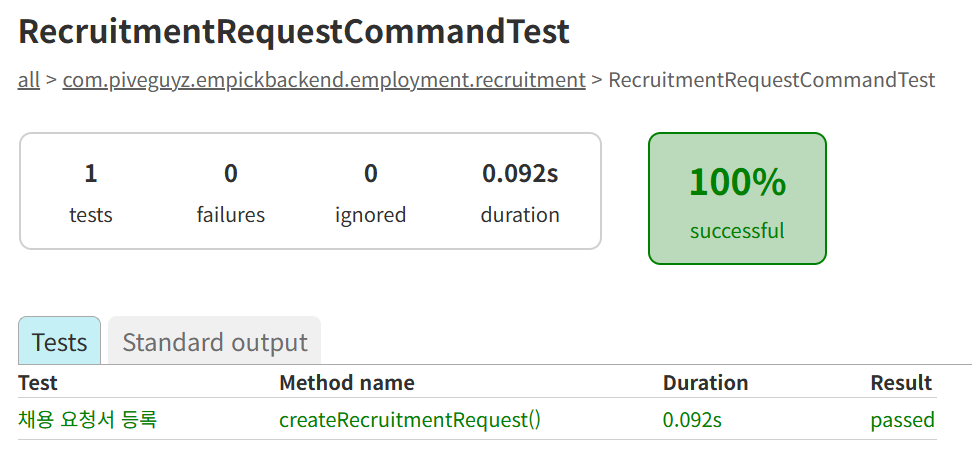 RecruitmentRequestCommandTest
all > com.piveguyz.empickbackend.employment.recruitment > RecruitmentRequestCommandTest
1 0 0 0.092s
tests failures ignored duration
100%
successful
Tests Standard output
Test Method name Duration Result
채용 요청서 등록 createRecruitmentRequest() 0.092s passed